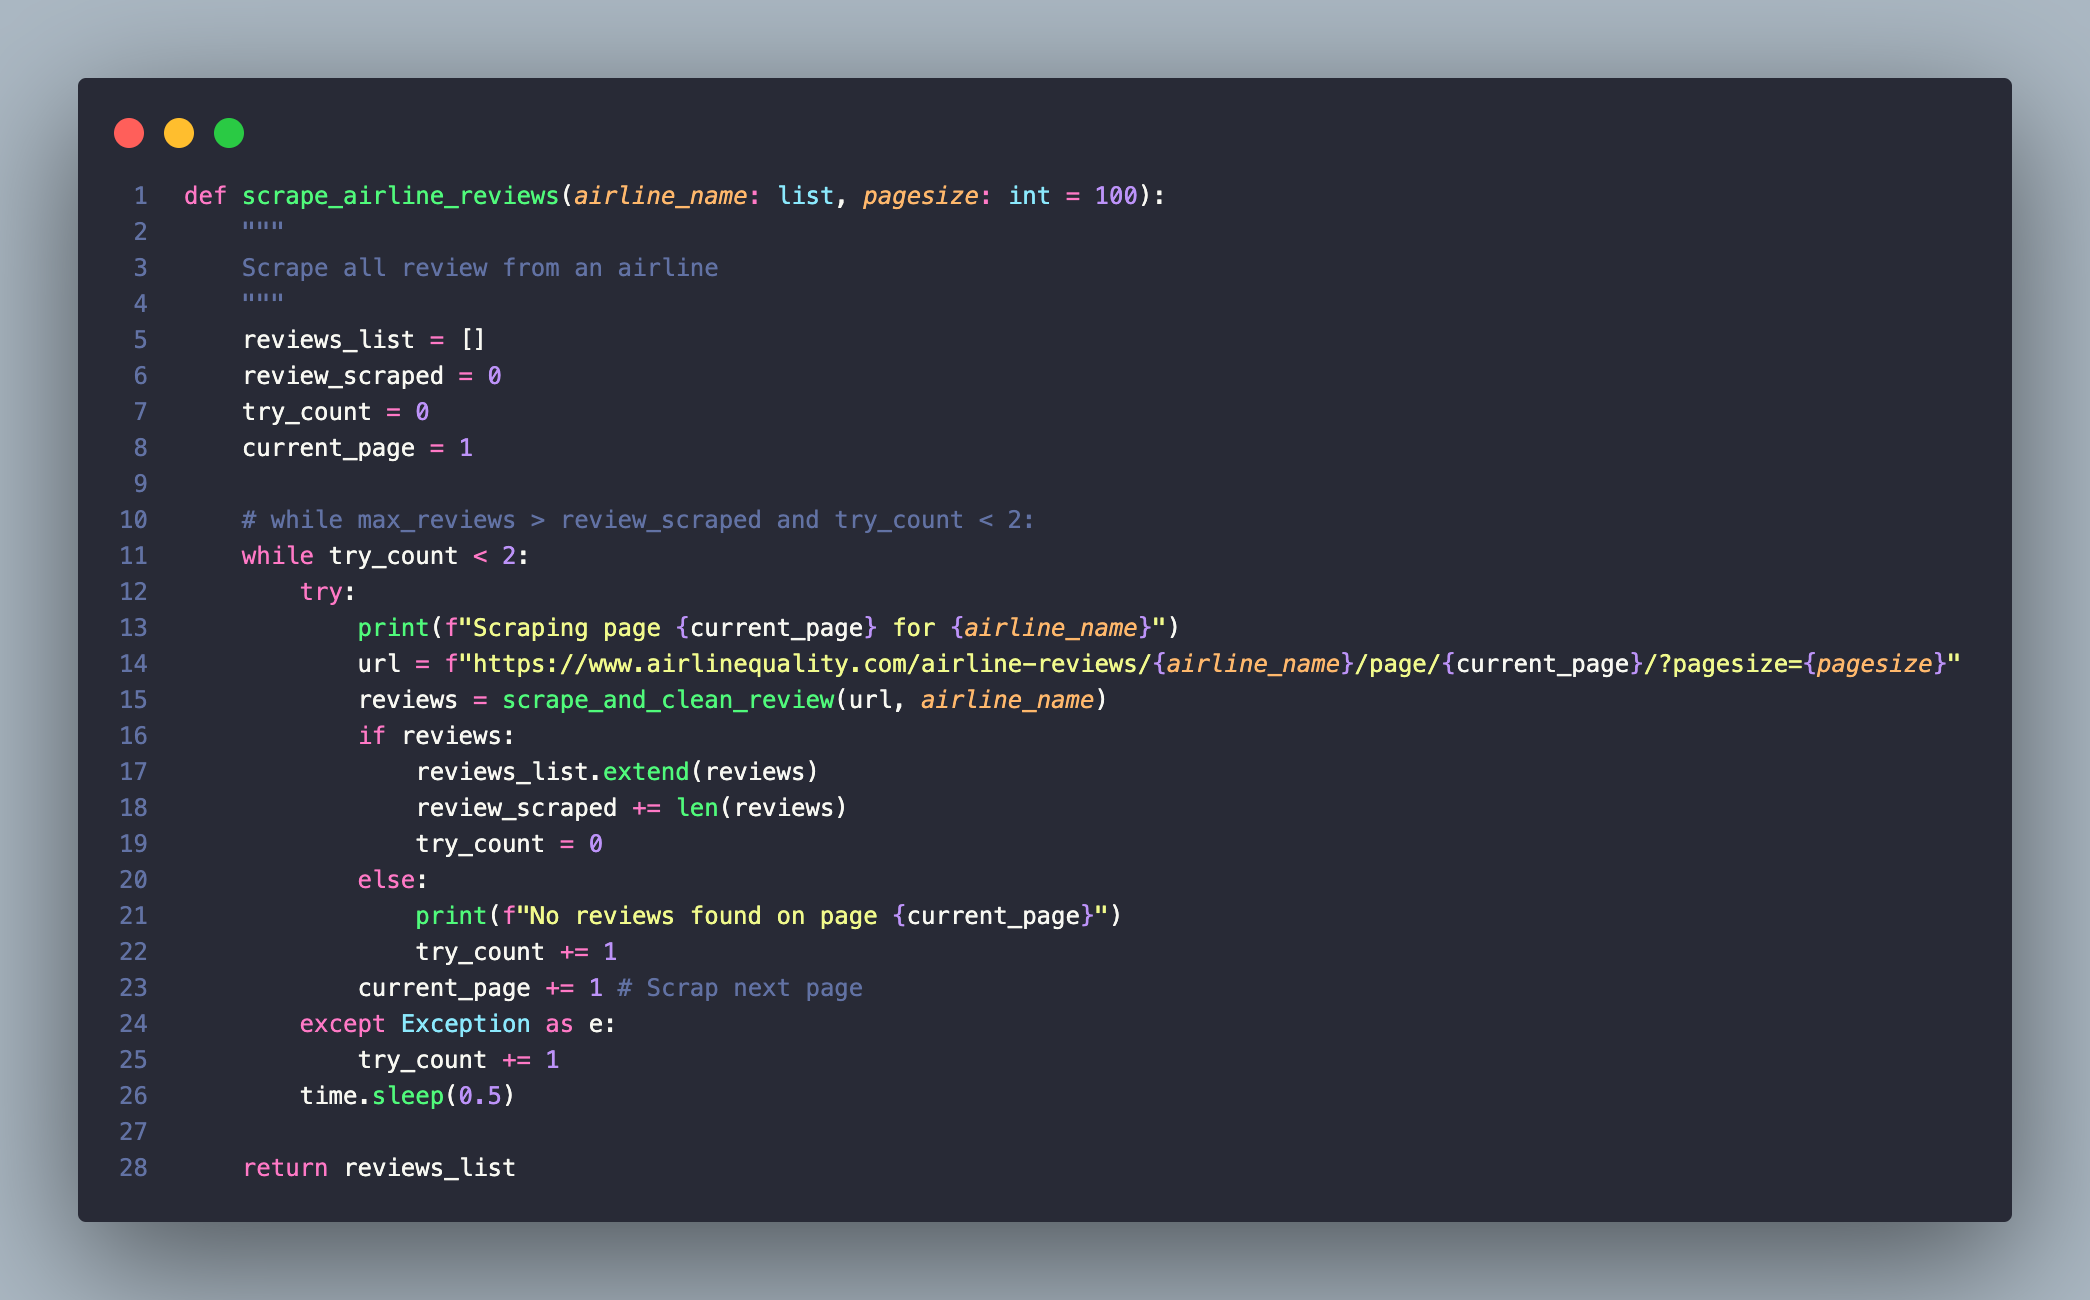 1 def scrape_airline_reviews(airline_name: list, pagesize: int = 100):
2     """
3     Scrape all review from an airline
4     """
5     reviews_list = []
6     review_scraped = 0
7     try_count = 0
8     current_page = 1
9
10     # while max_reviews > review_scraped and try_count < 2:
11     while try_count < 2:
12         try:
13             print(f"Scraping page {current_page} for {airline_name}")
14             url = f"https://www.airlinequality.com/airline-reviews/{airline_name}/page/{current_page}/?pagesize={pagesize}"
15             reviews = scrape_and_clean_review(url, airline_name)
16             if reviews:
17                 reviews_list.extend(reviews)
18                 review_scraped += len(reviews)
19                 try_count = 0
20             else:
21                 print(f"No reviews found on page {current_page}")
22                 try_count += 1
23             current_page += 1 # Scrap next page
24         except Exception as e:
25             try_count += 1
26         time.sleep(0.5)
27
28     return reviews_list